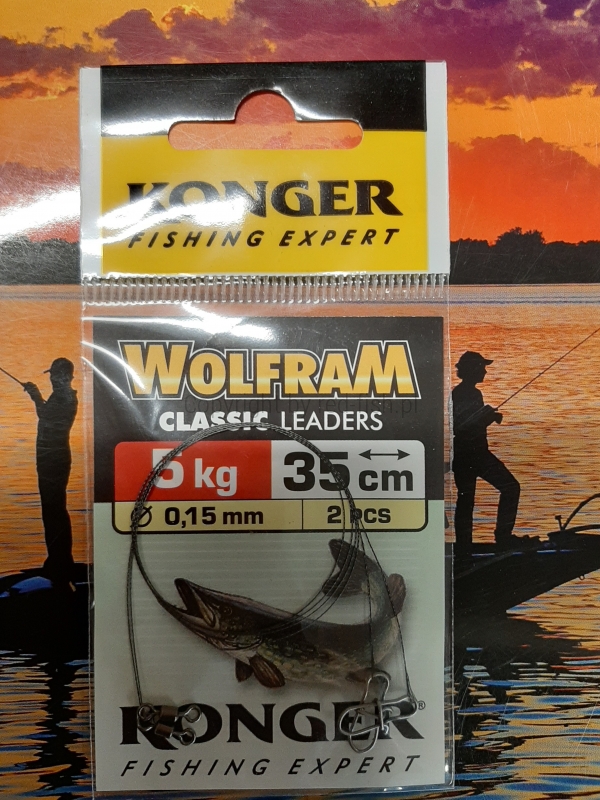 KONGER
FISHING EXPERT
WOLFRAM
CLASSIC LEADERS
5 kg
35 cm
Ø 0,15 mm
2 pcs
KONGER®
FISHING EXPERT